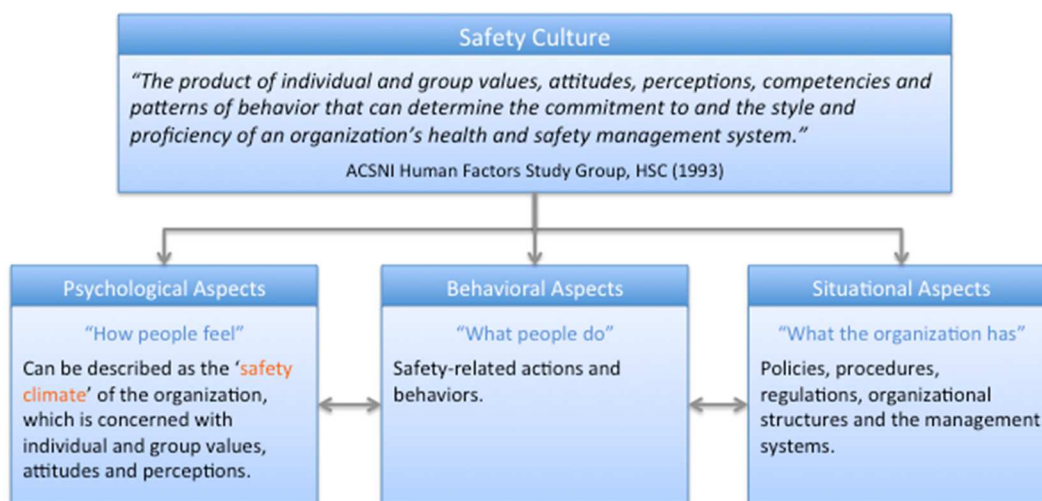 Safety Culture
“The product of individual and group values, attitudes, perceptions, competencies and
patterns of behavior that can determine the commitment to and the style and
proficiency of an organization’s health and safety management system.”
ACSNI Human Factors Study Group, HSC (1993)
Psychological Aspects
“How people feel”
Can be described as the ‘safety
climate’ of the organization,
which is concerned with
individual and group values,
attitudes and perceptions.
Behavioral Aspects
“What people do”
Safety-related actions and
behaviors.
Situational Aspects
“What the organization has”
Policies, procedures,
regulations, organizational
structures and the management
systems.